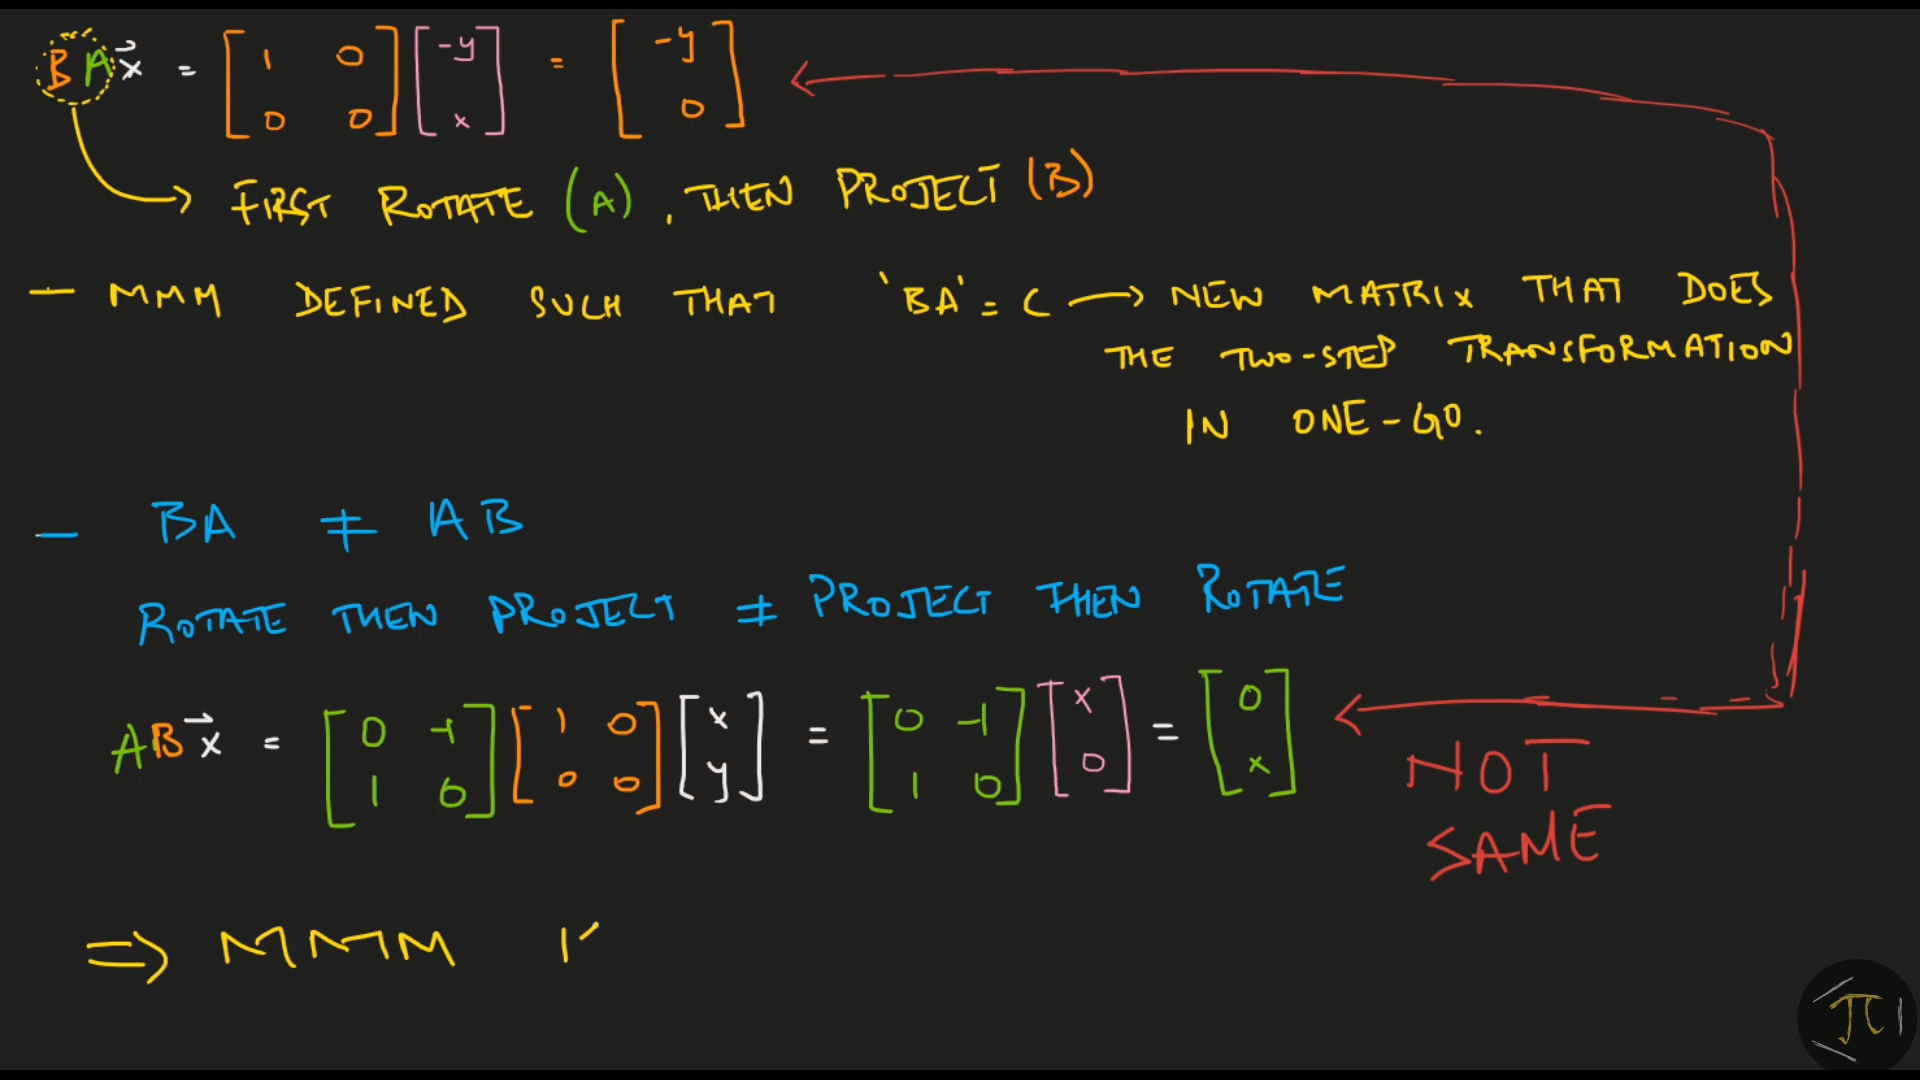 BAx⃗ = [1 0; 0 0] [-y; x] = [-y; 0]
FIRST ROTATE (A), THEN PROJECT (B)
- MMM DEFINED SUCH THAT 'BA' = C → NEW MATRIX THAT DOES
THE TWO-STEP TRANSFORMATION
IN ONE-GO.
- BA ≠ AB
ROTATE THEN PROJECT ≠ PROJECT THEN ROTATE
ABx⃗ = [0 -1; 1 0] [1 0; 0 0] [x; y] = [0 -1; 1 0] [x; 0] = [0; x]
NOT
SAME
⇒ MMM
π